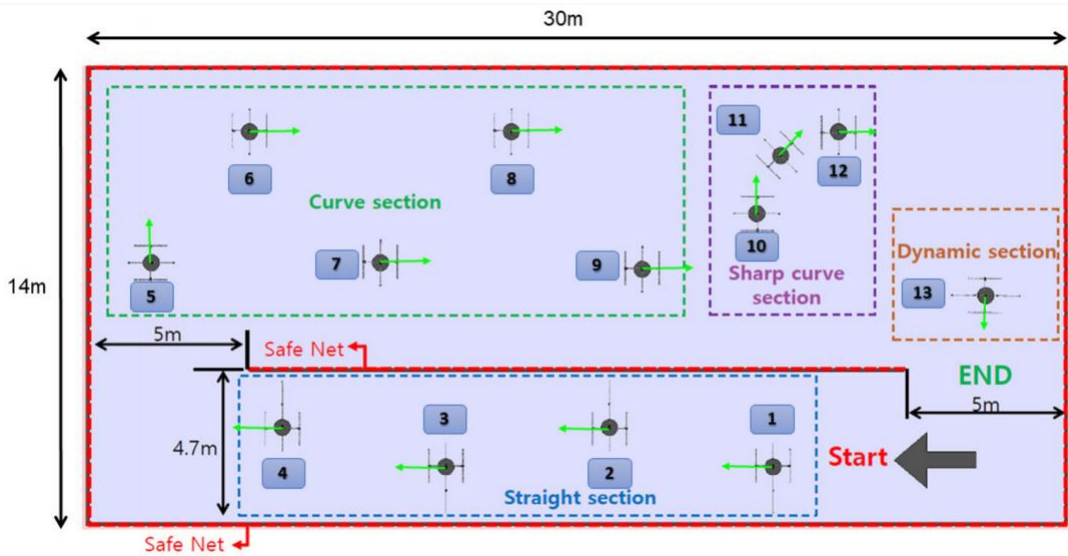 30m
14m
11
12
6
8
Curve section
10
7
9
Sharp curve
section
Dynamic section
13
5
5m
Safe Net
END
5m
4.7m
3
1
4
2
Start
Straight section
Safe Net